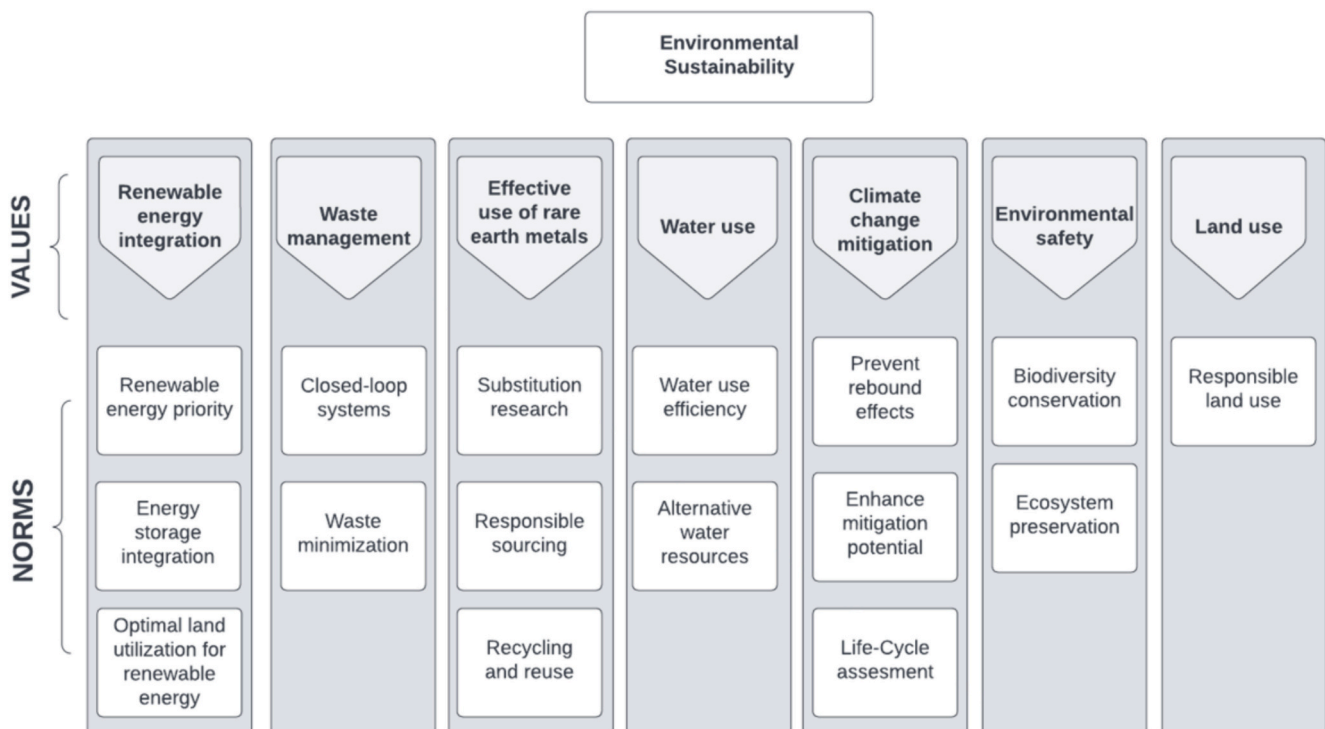 Environmental
Sustainability
VALUES
Renewable
energy
integration
Waste
management
Effective
use of rare
earth metals
Water use
Climate
change
mitigation
Environmental
safety
Land use
NORMS
Renewable
energy priority
Closed-loop
systems
Substitution
research
Water use
efficiency
Prevent
rebound
effects
Biodiversity
conservation
Responsible
land use
Energy
storage
integration
Waste
minimization
Responsible
sourcing
Alternative
water
resources
Enhance
mitigation
potential
Ecosystem
preservation
Optimal land
utilization for
renewable
energy
Recycling
and reuse
Life-Cycle
assesment